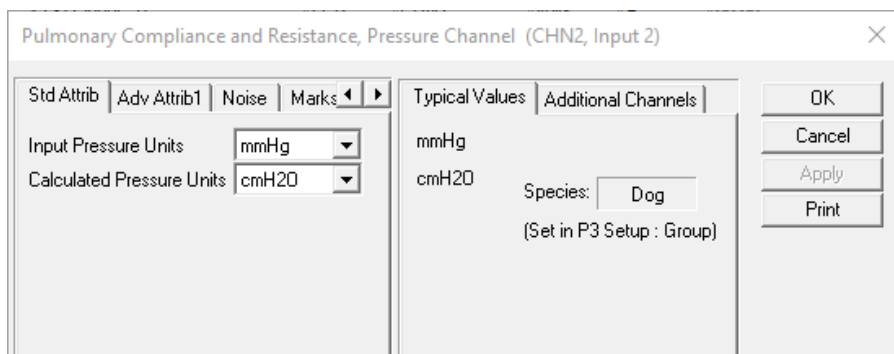 Pulmonary Compliance and Resistance, Pressure Channel (CHN2, Input 2)
Std Attrib Adv Attrib1 Noise Marks
Input Pressure Units mmHg
Calculated Pressure Units cmH2O
Typical Values Additional Channels
mmHg
cmH2O
Species: Dog
(Set in P3 Setup : Group)
OK
Cancel
Apply
Print